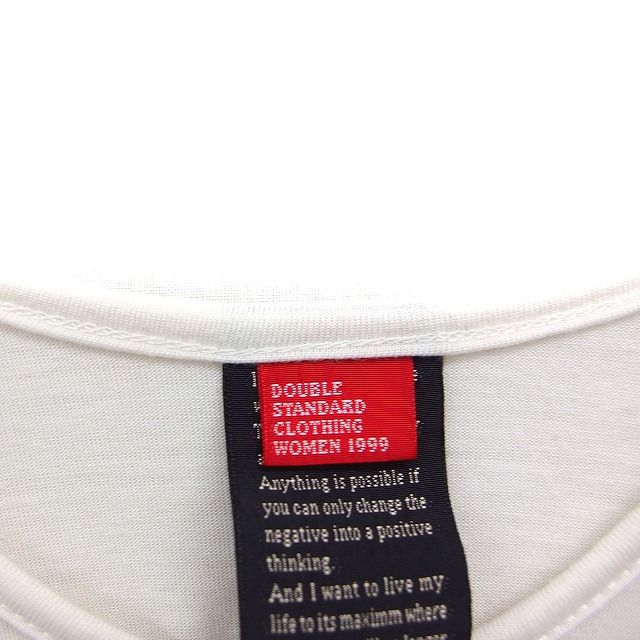 DOUBLE
STANDARD
CLOTHING
WOMEN 1999
Anything is possible if
you can only change the
negative into a positive
thinking.
And I want to live my
life to its maximm where